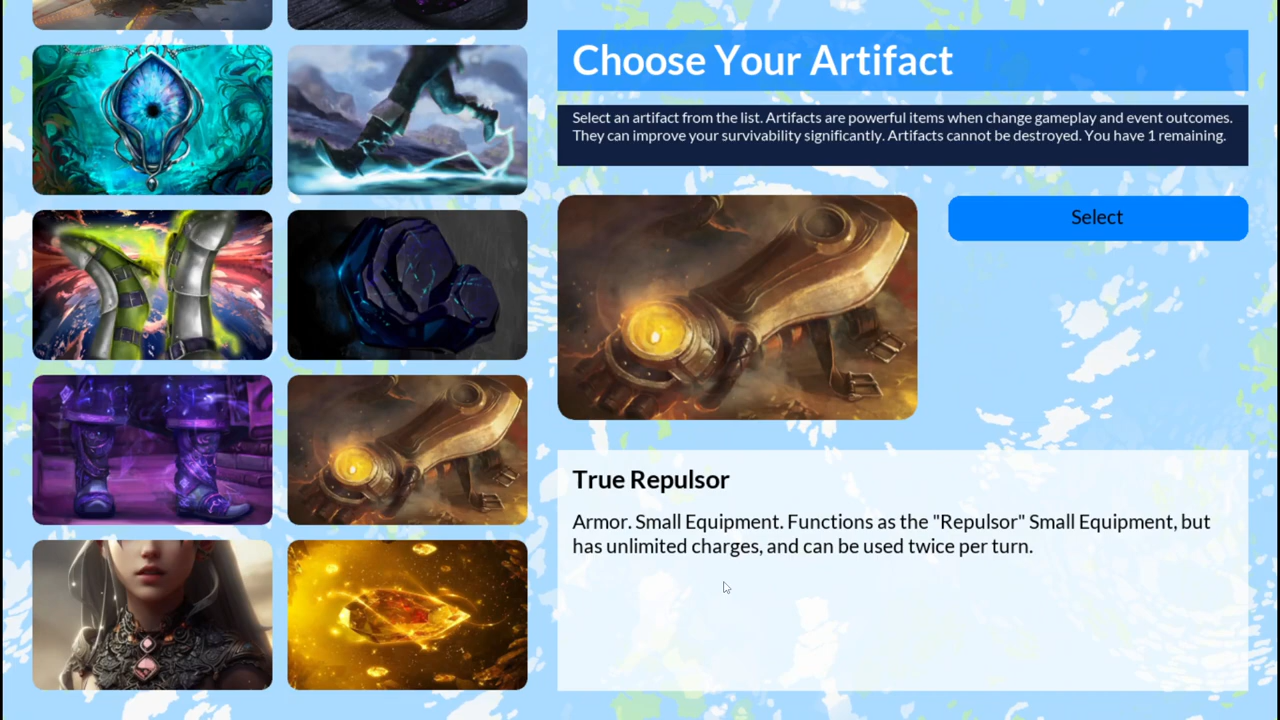 Choose Your Artifact
Select an artifact from the list. Artifacts are powerful items when change gameplay and event outcomes.
They can improve your survivability significantly. Artifacts cannot be destroyed. You have 1 remaining.
Select
True Repulsor
Armor. Small Equipment. Functions as the "Repulsor" Small Equipment, but
has unlimited charges, and can be used twice per turn.